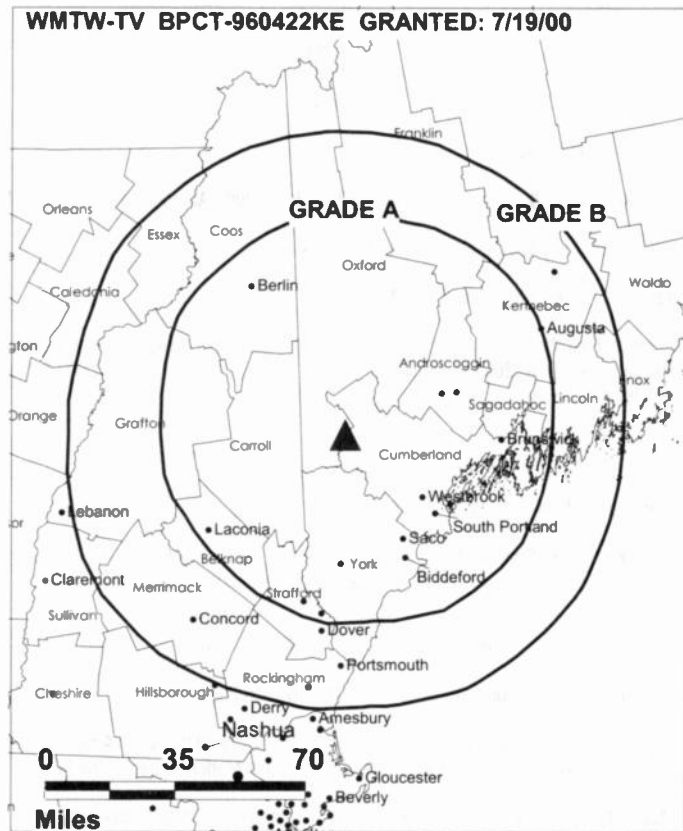 WMTW-TV BPCT-960422KE GRANTED: 7/19/00
Franklin
GRADE A
GRADE B
Orleans
Essex
Coos
Oxford
Waldo
Caledonia
Berlin
Kennebec
Augusta
ngton
Androscoggin
Knox
Orange
Grafton
Sagadahoc
Lincoln
Carroll
Brunswick
Cumberland
Westbrook
Lebanon
South Portland
Laconia
Saco
Belknap
York
Biddeford
Claremont
Merrimack
Strafford
Sullivan
Concord
Dover
Portsmouth
Rockingham
Cheshire
Hillsborough
Derry
Amesbury
Nashua
0 35 70
Gloucester
Beverly
Miles